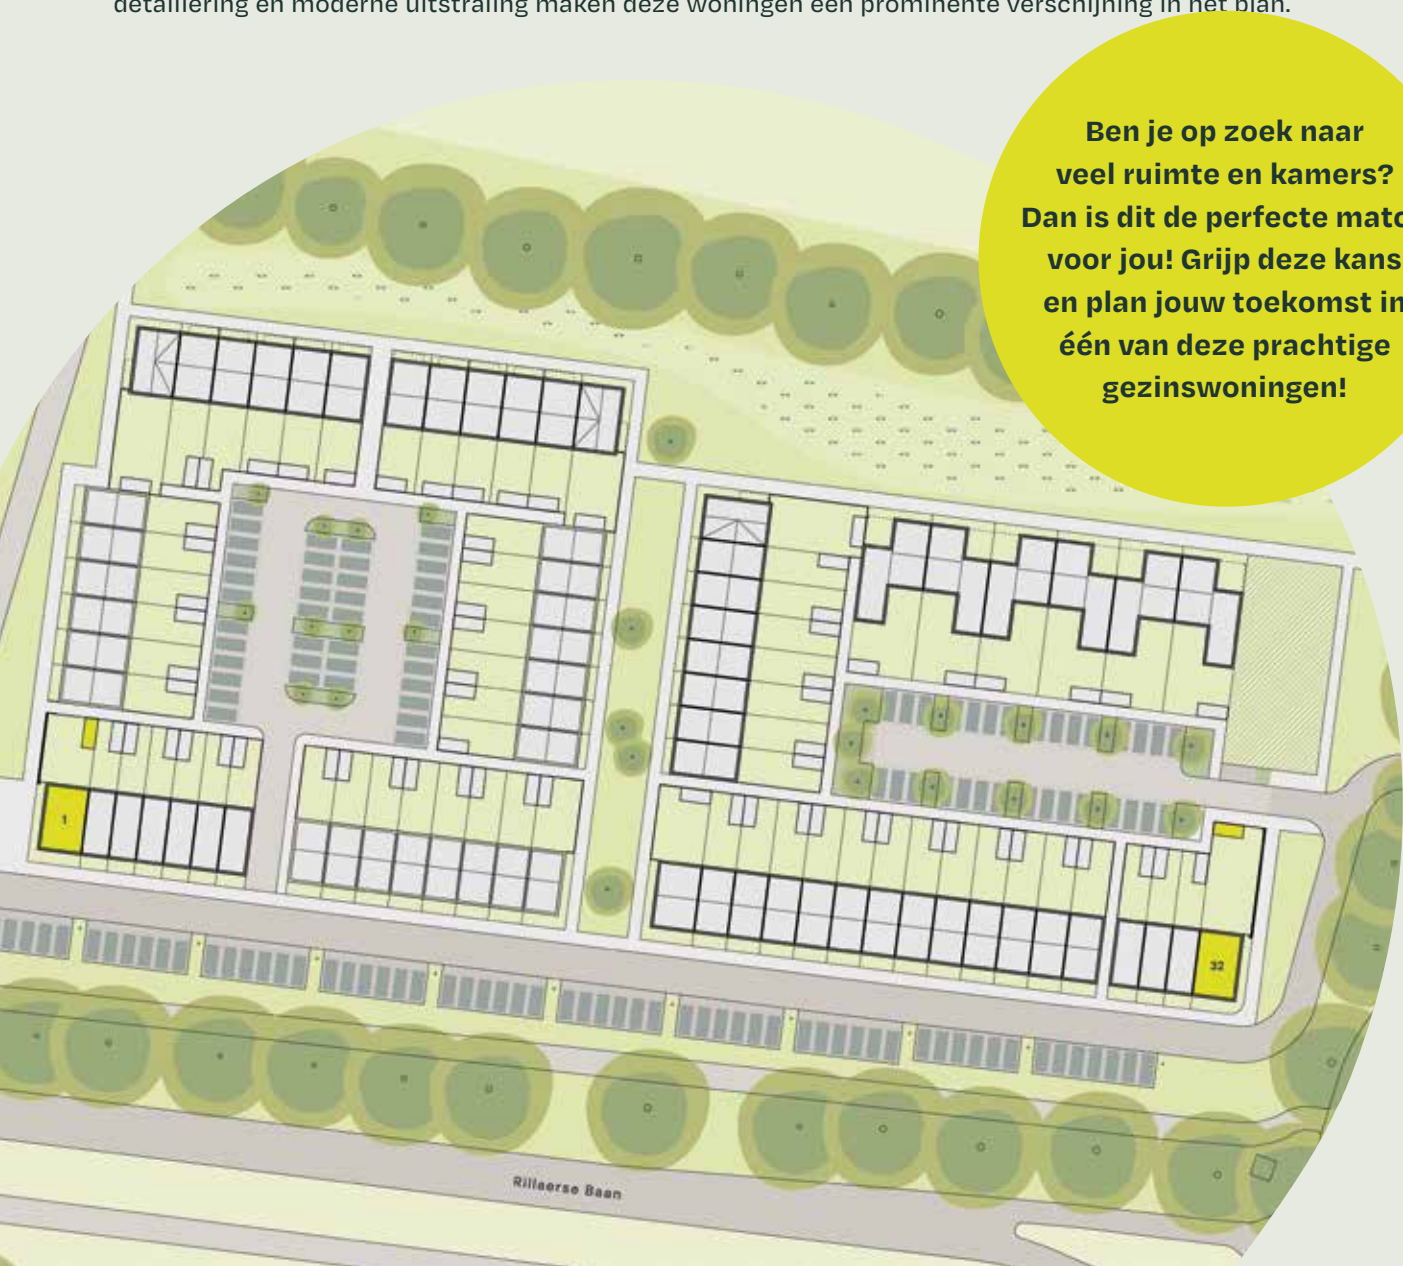 detaillering en moderne uitstraling maken deze woningen een prominente verschijning in het plan.
Ben je op zoek naar
veel ruimte en kamers?
Dan is dit de perfecte matc
voor jou! Grijp deze kans
en plan jouw toekomst in
één van deze prachtige
gezinswoningen!
1
32
Rillaerse Baan